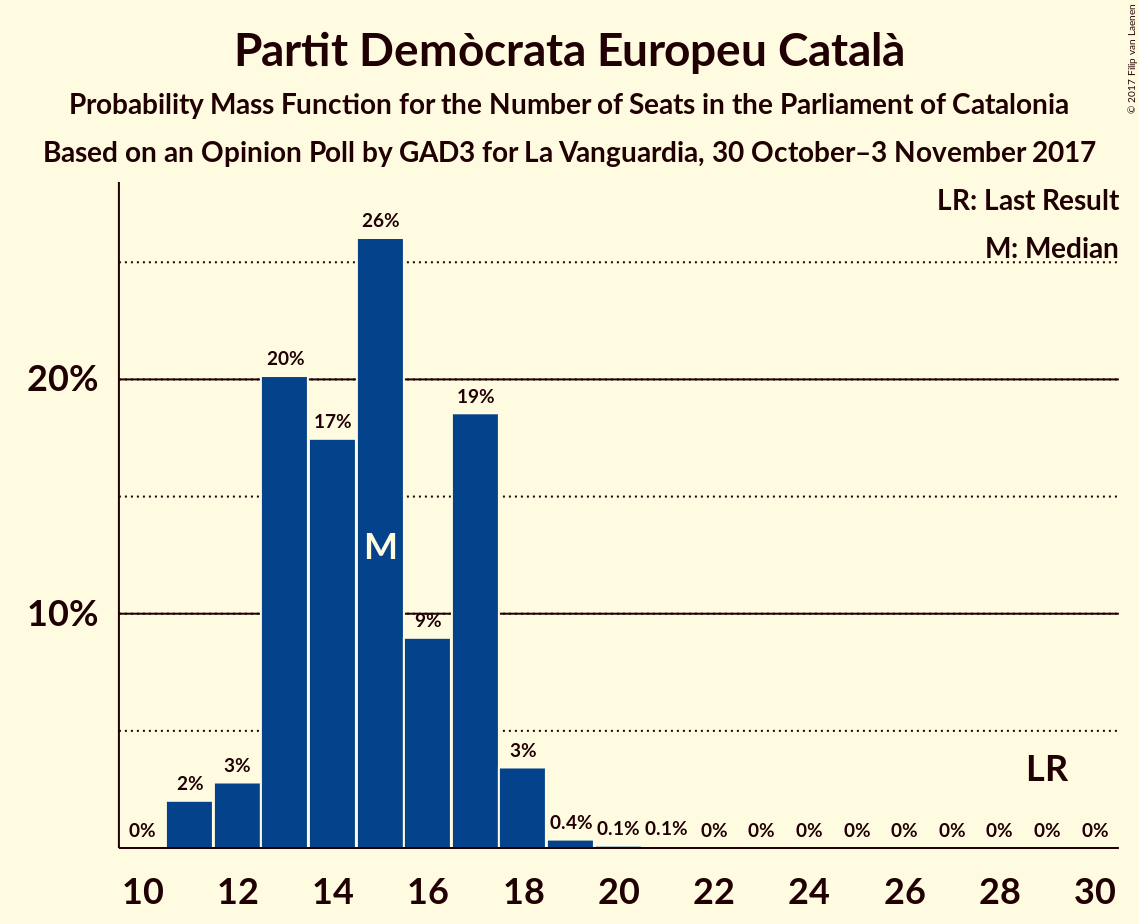 Partit Demòcrata Europeu Català
Probability Mass Function for the Number of Seats in the Parliament of Catalonia
Based on an Opinion Poll by GAD3 for La Vanguardia, 30 October–3 November 2017
© 2017 Filip van Laenen
LR: Last Result
M: Median
20%
10%
0%
2%
3%
20%
17%
26%
9%
19%
3%
0.4%
0.1%
0.1%
0%
0%
0%
0%
0%
0%
0%
0%
0%
M
LR
10 12 14 16 18 20 22 24 26 28 30